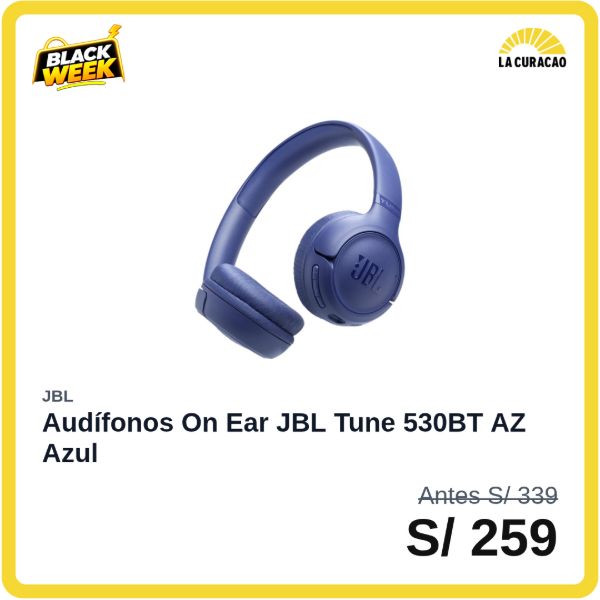 BLACK
WEEK
LA CURACAO
JBL
JBL
Audífonos On Ear JBL Tune 530BT AZ
Azul
Antes S/ 339
S/ 259